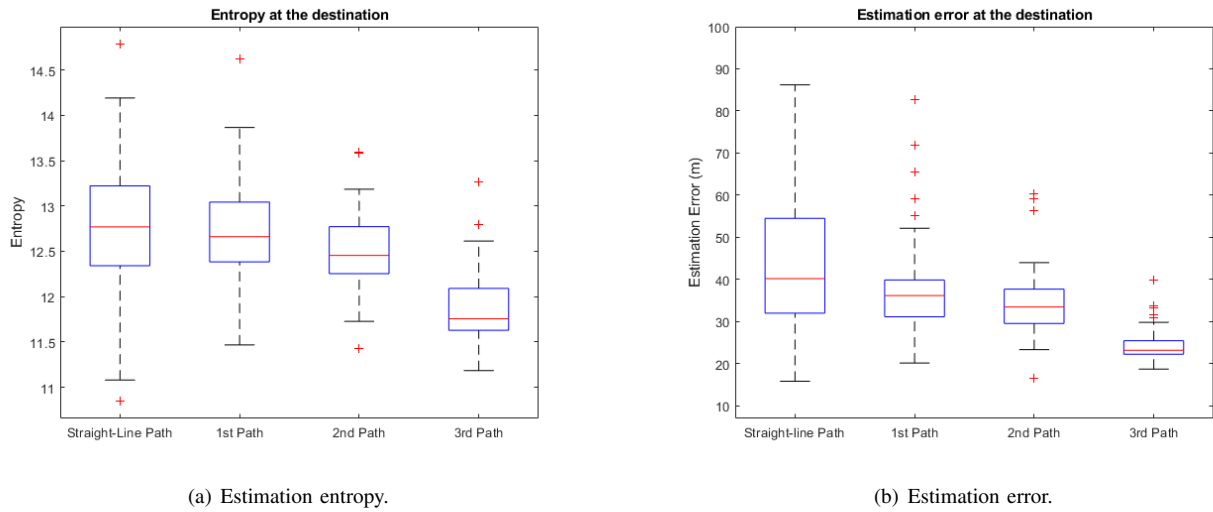 Entropy at the destination
14.5
14
13.5
13
12.5
12
11.5
11
Entropy
Straight-Line Path 1st Path 2nd Path 3rd Path
(a) Estimation entropy.
Estimation error at the destination
100
90
80
70
60
50
40
30
20
10
Estimation Error (m)
Straight-line Path 1st Path 2nd Path 3rd Path
(b) Estimation error.